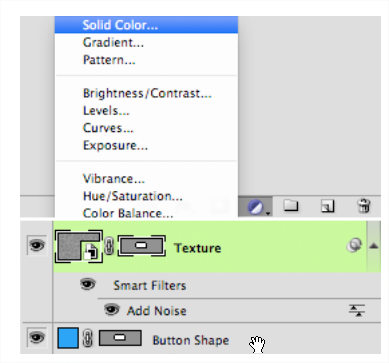 Solid Color...
Gradient...
Pattern...
Brightness/Contrast...
Levels...
Curves...
Exposure...
Vibrance...
Hue/Saturation...
Color Balance...
Texture
Smart Filters
Add Noise
Button Shape